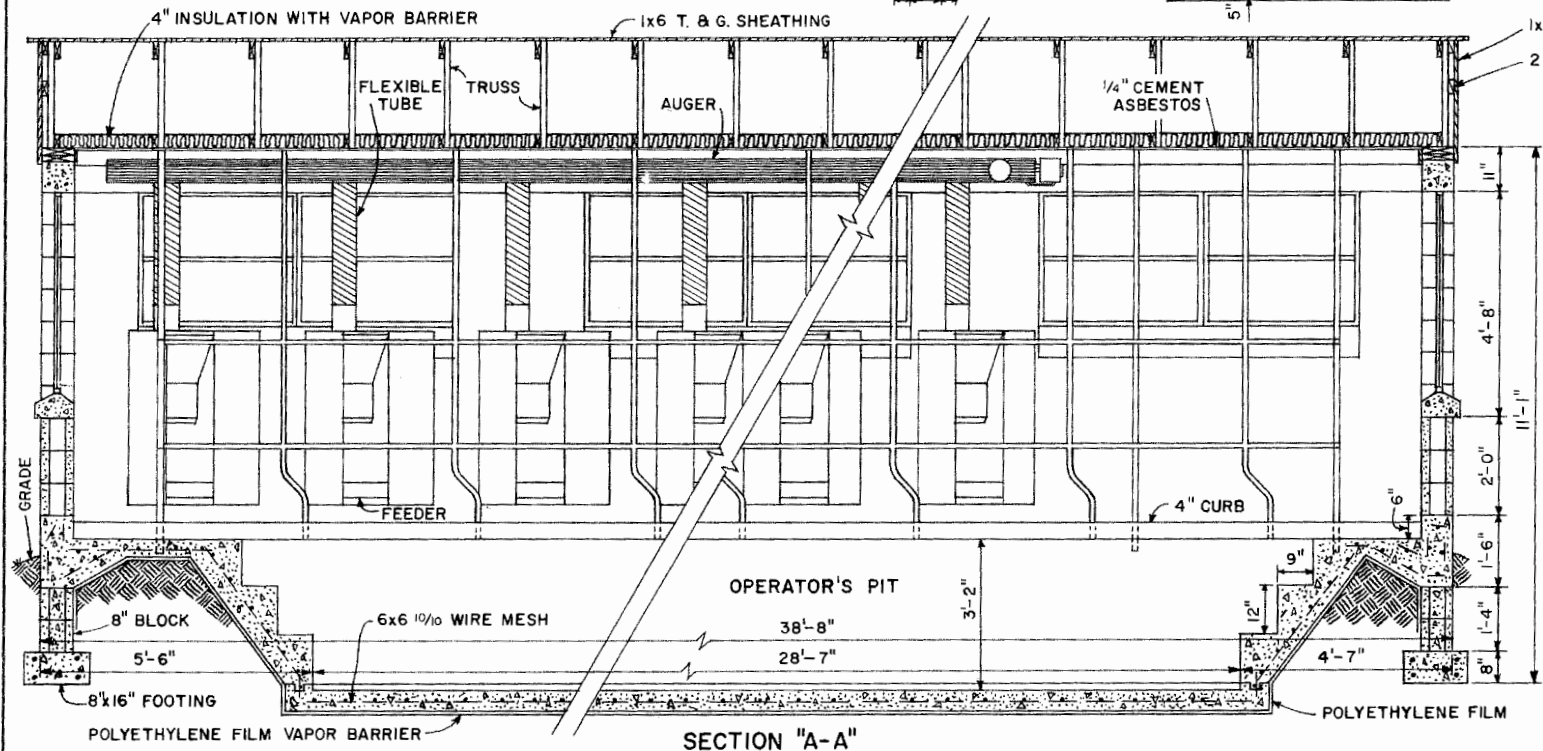 5"
4" INSULATION WITH VAPOR BARRIER
1x6 T. & G. SHEATHING
1x
2
FLEXIBLE
TUBE
TRUSS
AUGER
1/4" CEMENT
ASBESTOS
11"
4'-8"
11'-1"
GRADE
2'-0"
FEEDER
4" CURB
6"
1'-6"
9"
OPERATOR'S PIT
3'-2"
12"
8" BLOCK
6x6 10/10 WIRE MESH
38'-8"
1'-4"
5'-6"
28'-7"
4'-7"
8"
8"x16" FOOTING
POLYETHYLENE FILM VAPOR BARRIER
POLYETHYLENE FILM
SECTION "A-A"